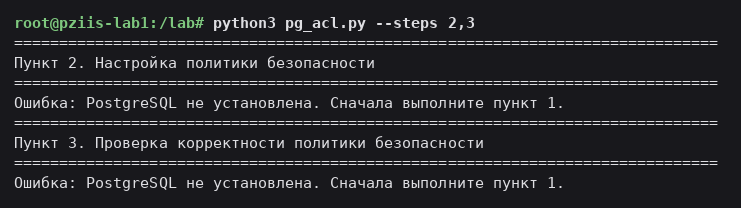 root@pziis-lab1:/lab# python3 pg_acl.py --steps 2,3
==============================================================================
Пункт 2. Настройка политики безопасности
==============================================================================
Ошибка: PostgreSQL не установлена. Сначала выполните пункт 1.
==============================================================================
Пункт 3. Проверка корректности политики безопасности
==============================================================================
Ошибка: PostgreSQL не установлена. Сначала выполните пункт 1.